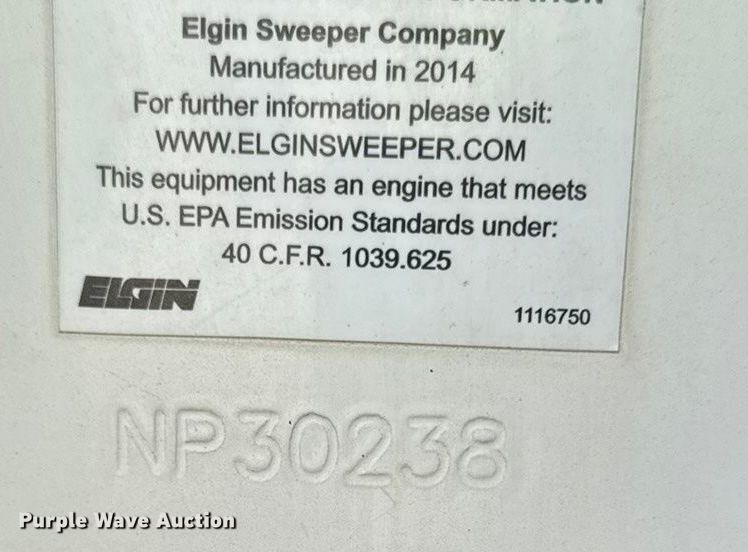 Elgin Sweeper Company
Manufactured in 2014
For further information please visit:
WWW.ELGINSWEEPER.COM
This equipment has an engine that meets
U.S. EPA Emission Standards under:
40 C.F.R. 1039.625
ELGIN
1116750
NP30238
Purple Wave Auction